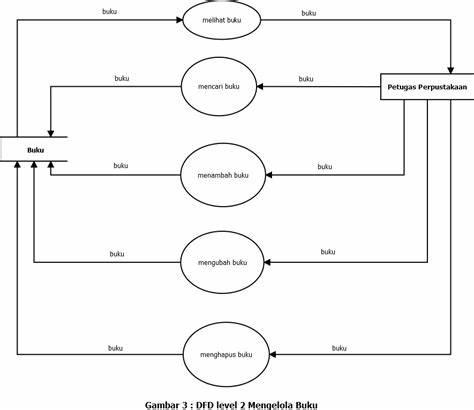 buku
melihat buku
buku
buku
mencari buku
buku
Petugas Perpustakaan
Buku
buku
menambah buku
buku
buku
mengubah buku
buku
buku
menghapus buku
buku
Gambar 3 : DFD level 2 Mengelola Buku